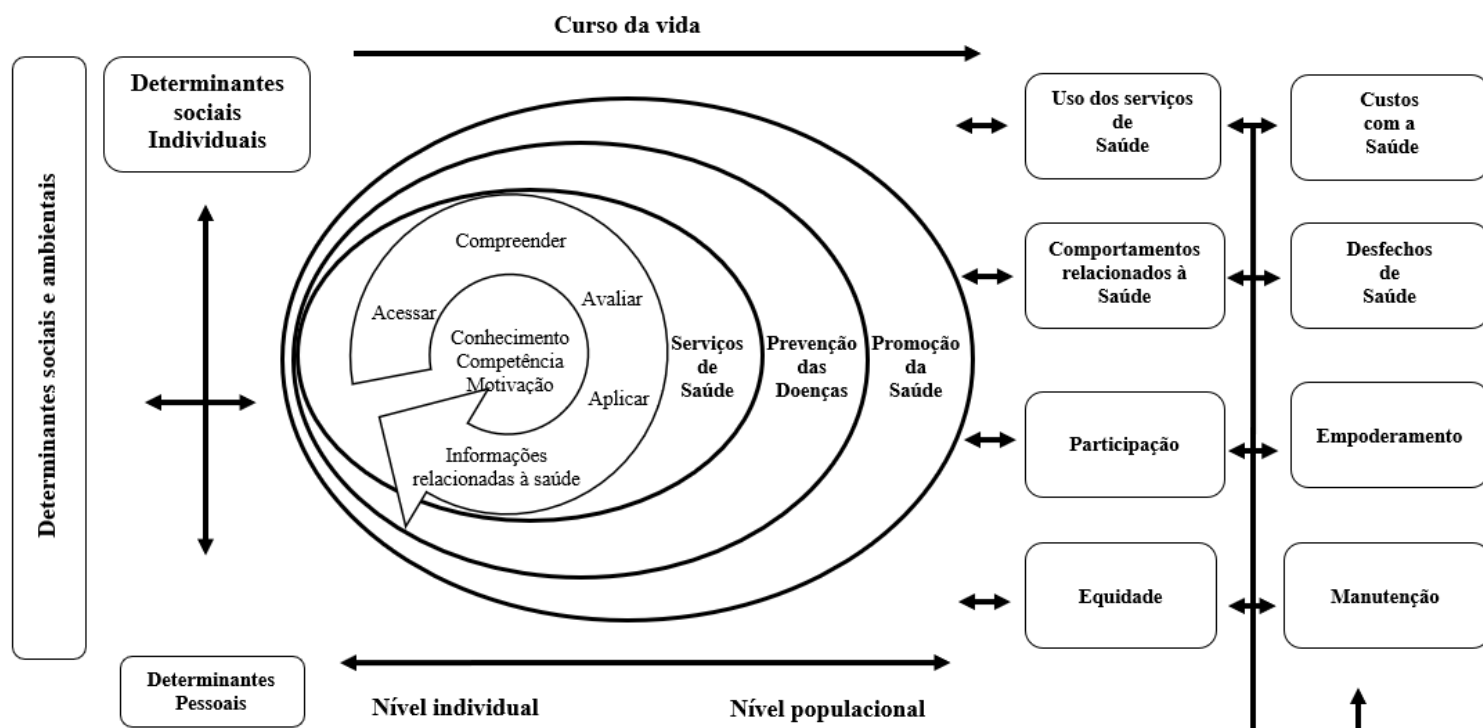 Curso da vida
Determinantes sociais e ambientais
Determinantes
sociais
Individuais
Determinantes
Pessoais
Compreender
Acessar
Avaliar
Conhecimento
Competência
Motivação
Aplicar
Informações
relacionadas à saúde
Serviços
de
Saúde
Prevenção
das
Doenças
Promoção
da
Saúde
Nível individual
Nível populacional
Uso dos serviços
de
Saúde
Custos
com a
Saúde
Comportamentos
relacionados à
Saúde
Desfechos
de
Saúde
Participação
Empoderamento
Equidade
Manutenção